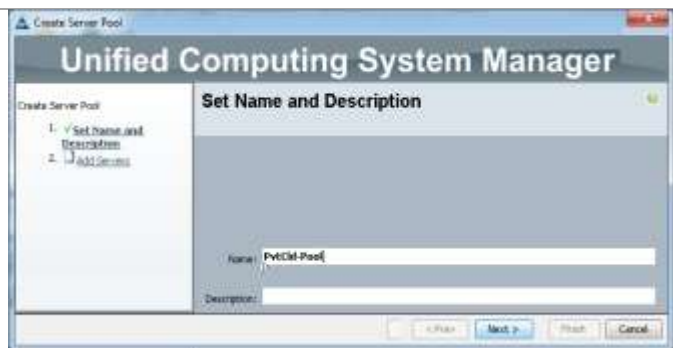 Create Server Pool
Unified Computing System Manager
Create Server Pool
1. √Set Name and
Description
2. Add Servers
Set Name and Description
Name: PvtCld-Pool
Description:
< Prev
Next >
Finish
Cancel